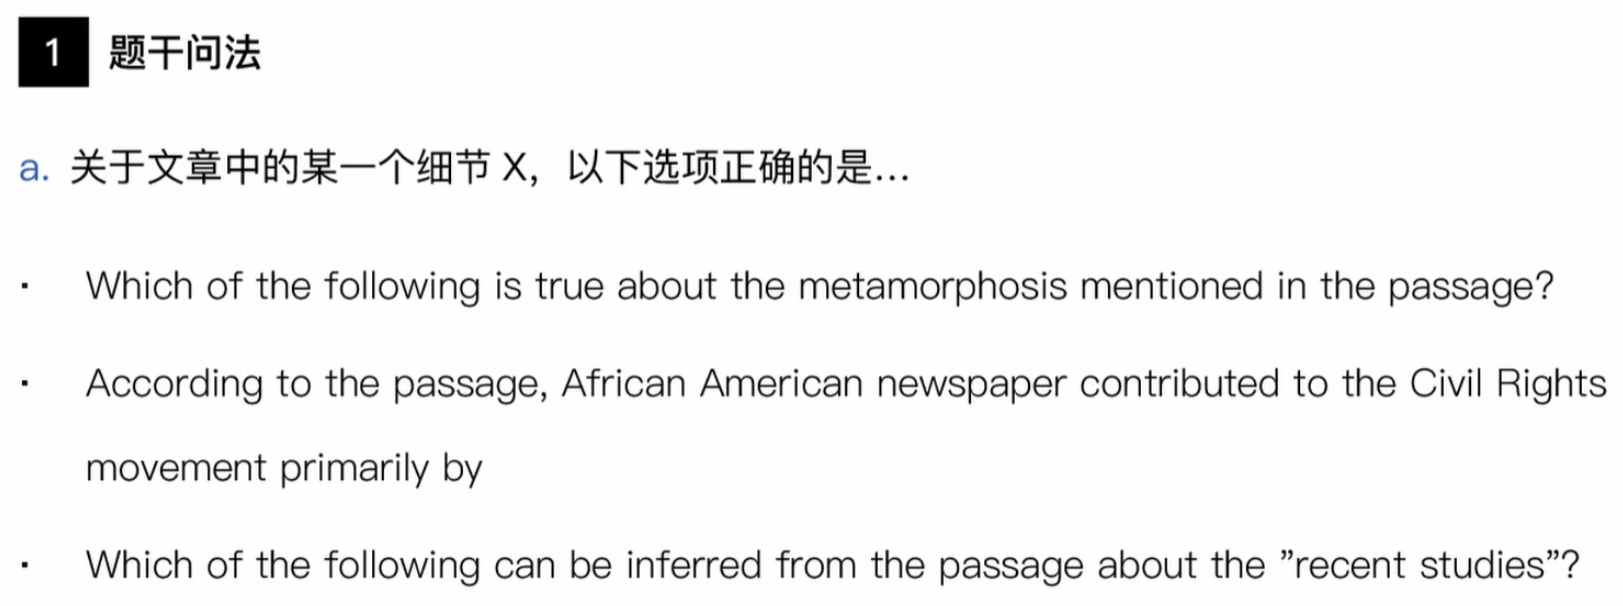 1 题干问法
a. 关于文章中的某一个细节 X，以下选项正确的是...
· Which of the following is true about the metamorphosis mentioned in the passage?
· According to the passage, African American newspaper contributed to the Civil Rights
movement primarily by
· Which of the following can be inferred from the passage about the ”recent studies”?